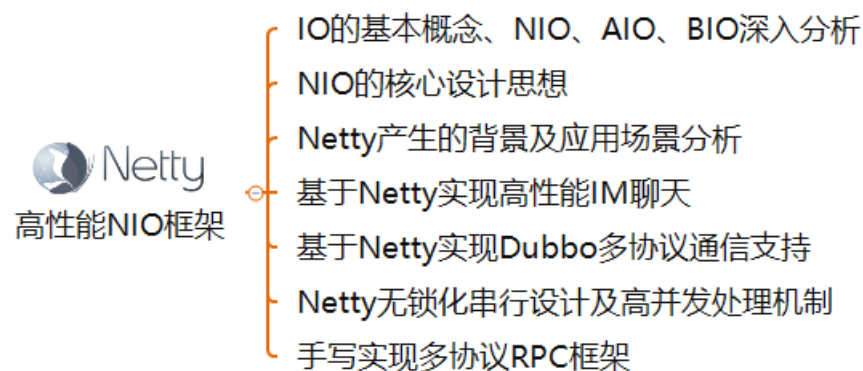 Netty
高性能NIO框架
IO的基本概念、NIO、AIO、BIO深入分析
NIO的核心设计思想
Netty产生的背景及应用场景分析
基于Netty实现高性能IM聊天
基于Netty实现Dubbo多协议通信支持
Netty无锁化串行设计及高并发处理机制
手写实现多协议RPC框架